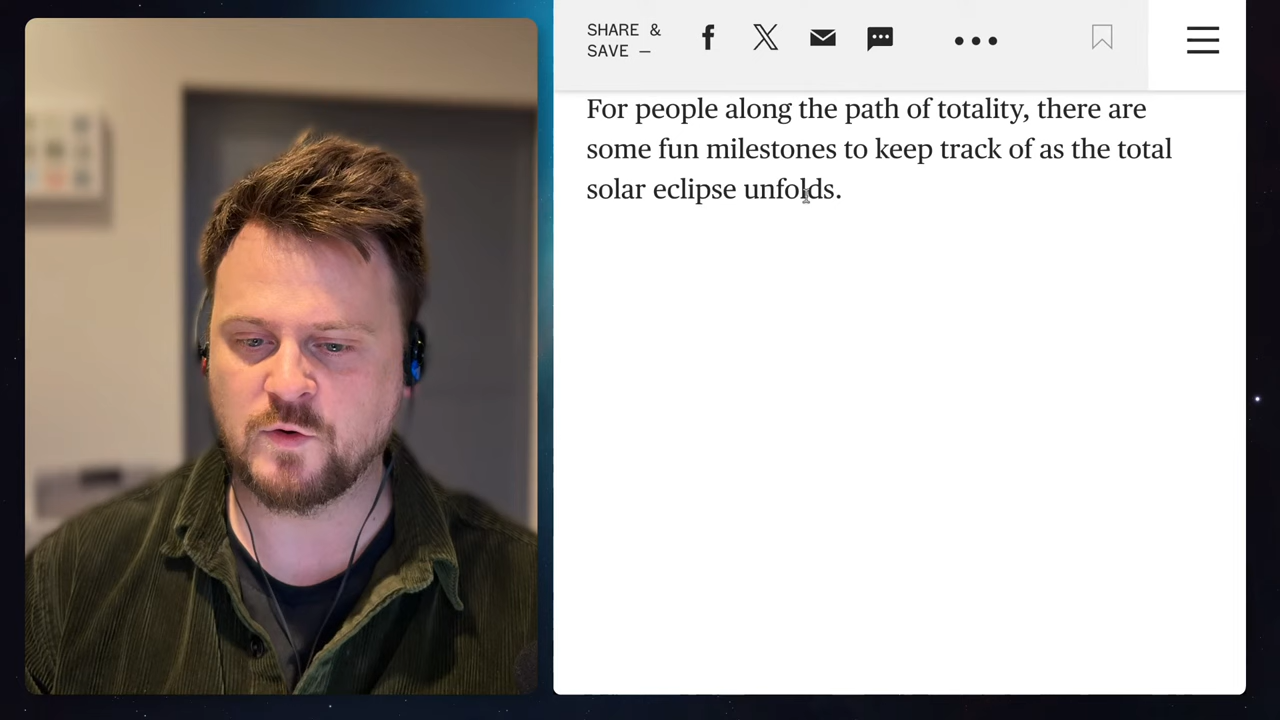 SHARE &
SAVE —
For people along the path of totality, there are
some fun milestones to keep track of as the total
solar eclipse unfolds.